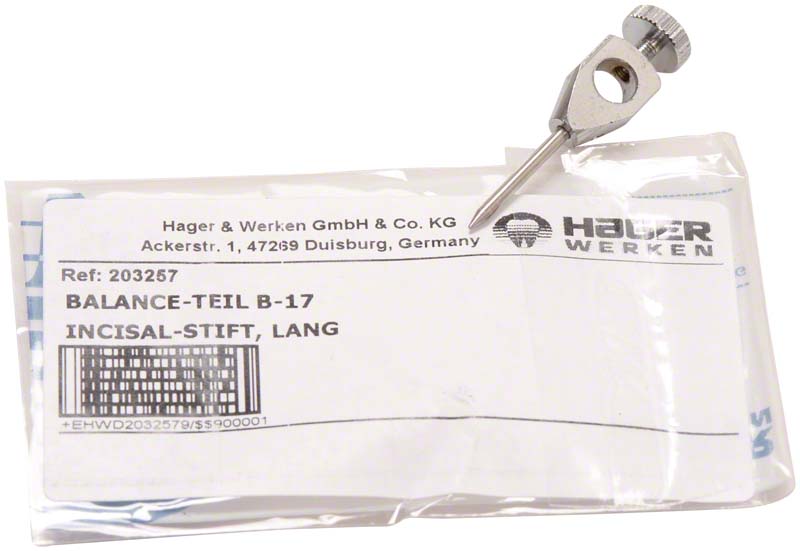 Hager & Werken GmbH & Co. KG
Ackerstr. 1, 47269 Duisburg, Germany
HAGER
WERKEN
Ref: 203257
BALANCE-TEIL B-17
INCISAL-STIFT, LANG
+EHWD2032579/$$900001